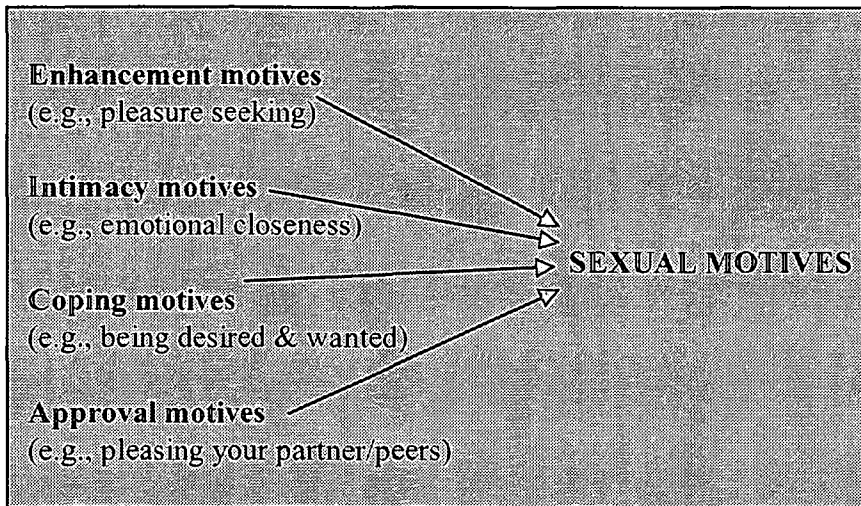 Enhancement motives
(e.g., pleasure seeking)
Intimacy motives
(e.g., emotional closeness)
SEXUAL MOTIVES
Coping motives
(e.g., being desired & wanted)
Approval motives
(e.g., pleasing your partner/peers)